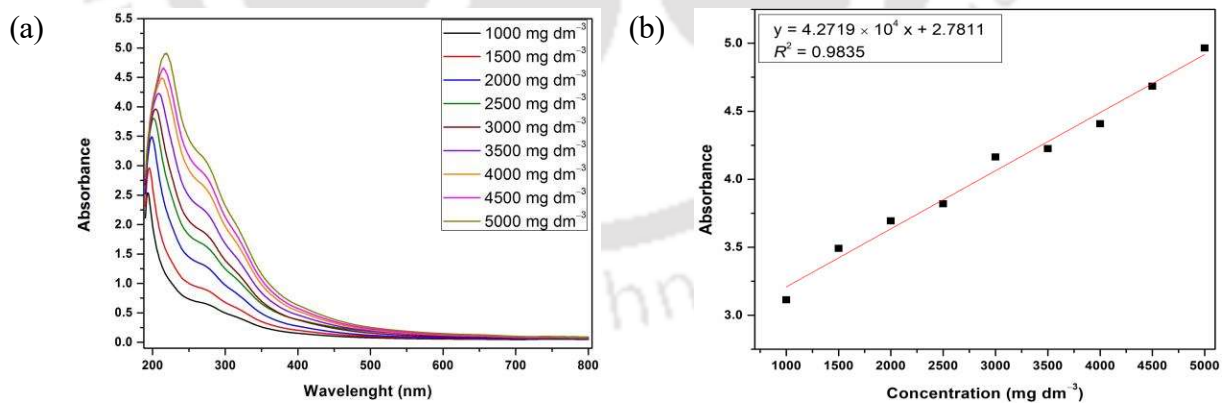 (a)
5.5
5.0
4.5
4.0
3.5
3.0
2.5
2.0
1.5
1.0
0.5
0.0
Absorbance
1000 mg dm⁻³
1500 mg dm⁻³
2000 mg dm⁻³
2500 mg dm⁻³
3000 mg dm⁻³
3500 mg dm⁻³
4000 mg dm⁻³
4500 mg dm⁻³
5000 mg dm⁻³
200 300 400 500 600 700 800
Wavelenght (nm)
(b)
y = 4.2719 × 10⁴ x + 2.7811
R² = 0.9835
5.0
4.5
4.0
3.5
3.0
Absorbance
1000 1500 2000 2500 3000 3500 4000 4500 5000
Concentration (mg dm⁻³)